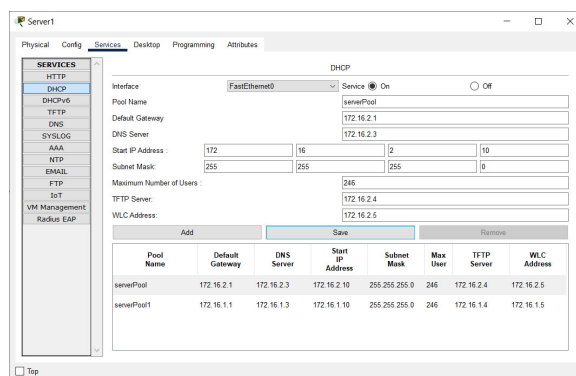 Server1
Physical Config Services Desktop Programming Attributes
SERVICES
HTTP
DHCP
DHCPv6
TFTP
DNS
SYSLOG
AAA
NTP
EMAIL
FTP
IoT
VM Management
Radius EAP
DHCP
Interface FastEthernet0 Service On Off
Pool Name serverPool
Default Gateway 172.16.2.1
DNS Server 172.16.2.3
Start IP Address : 172 16 2 10
Subnet Mask: 255 255 255 0
Maximum Number of Users : 246
TFTP Server: 172.16.2.4
WLC Address: 172.16.2.5
Add Save Remove
Pool Name Default Gateway DNS Server Start IP Address Subnet Mask Max User TFTP Server WLC Address
serverPool 172.16.2.1 172.16.2.3 172.16.2.10 255.255.255.0 246 172.16.2.4 172.16.2.5
serverPool1 172.16.1.1 172.16.1.3 172.16.1.10 255.255.255.0 246 172.16.1.4 172.16.1.5
Top